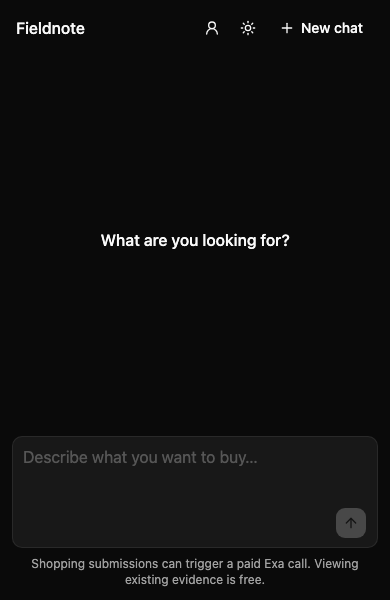 Fieldnote
New chat
What are you looking for?
Describe what you want to buy...
Shopping submissions can trigger a paid Exa call. Viewing
existing evidence is free.